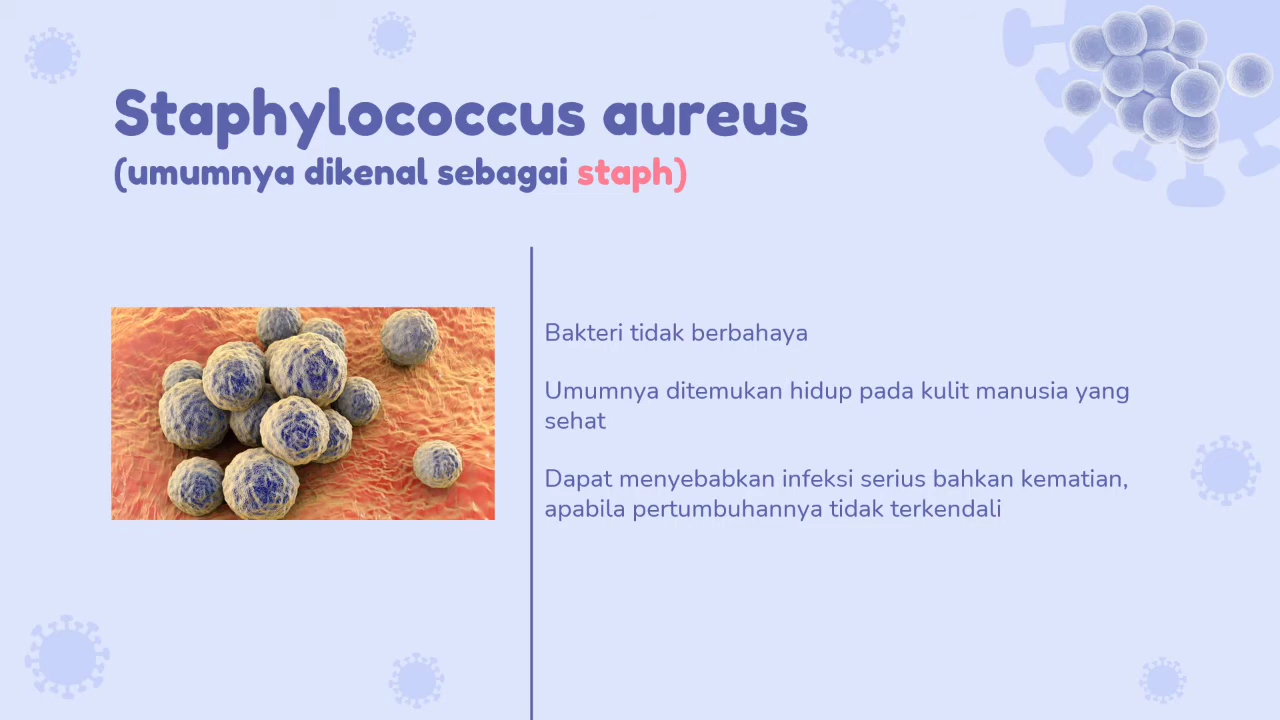 Staphylococcus aureus
(umumnya dikenal sebagai staph)
Bakteri tidak berbahaya
Umumnya ditemukan hidup pada kulit manusia yang
sehat
Dapat menyebabkan infeksi serius bahkan kematian,
apabila pertumbuhannya tidak terkendali